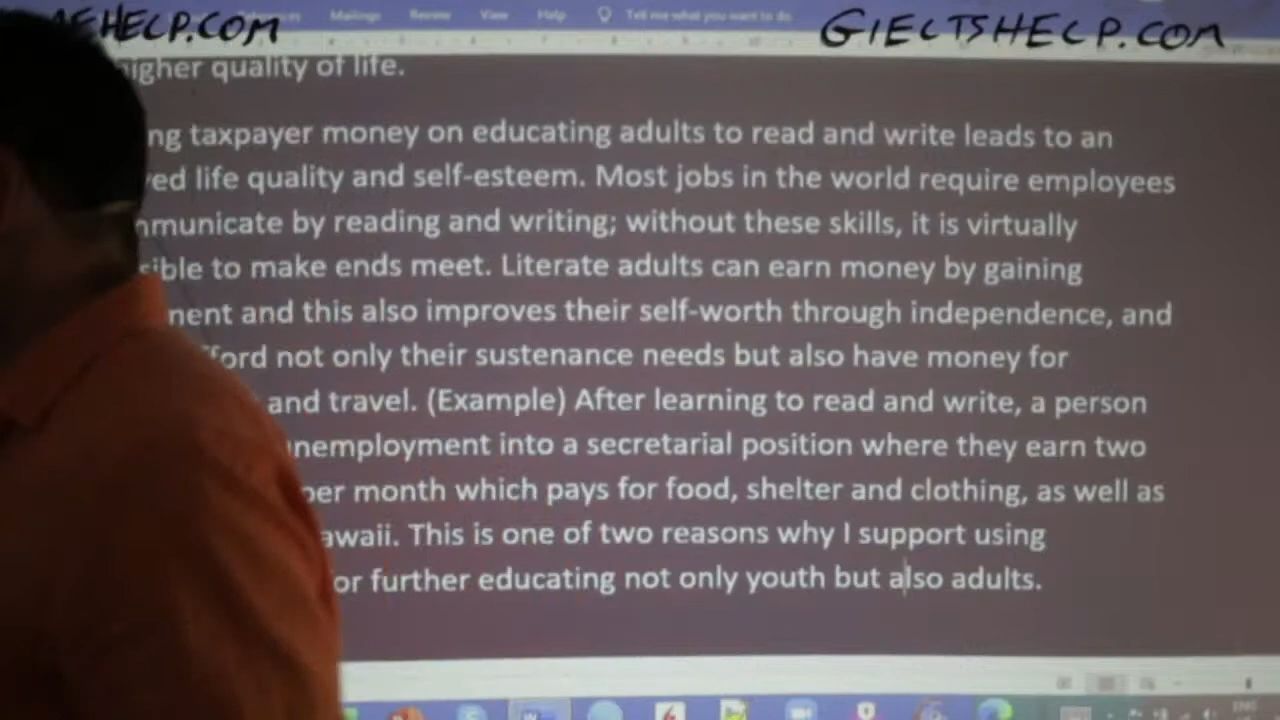 Mailings Review View Help Tell me what you want to do
EHELP.COM GIELTSHELP.COM
igher quality of life.
ng taxpayer money on educating adults to read and write leads to an
ed life quality and self-esteem. Most jobs in the world require employees
mmunicate by reading and writing; without these skills, it is virtually
sible to make ends meet. Literate adults can earn money by gaining
ment and this also improves their self-worth through independence, and
fford not only their sustenance needs but also have money for
and travel. (Example) After learning to read and write, a person
nemployment into a secretarial position where they earn two
per month which pays for food, shelter and clothing, as well as
awaii. This is one of two reasons why I support using
or further educating not only youth but also adults.
ENG